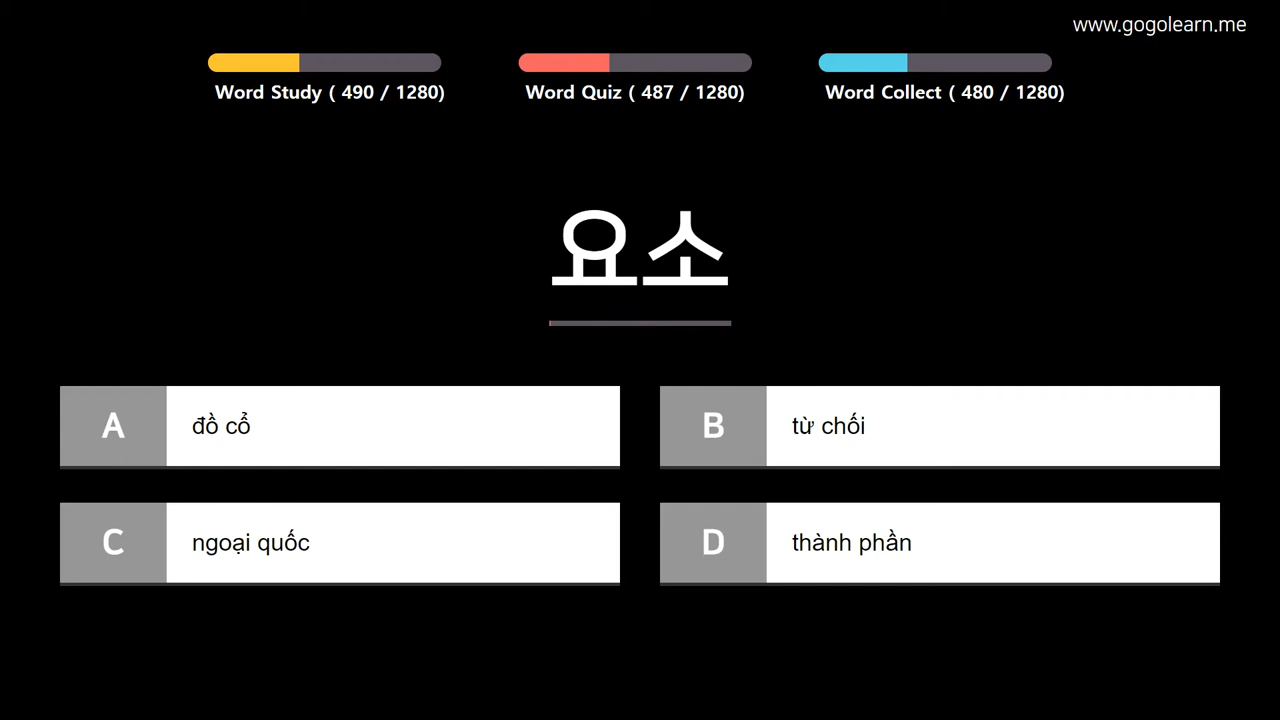 www.gogolearn.me
Word Study ( 490 / 1280)
Word Quiz ( 487 / 1280)
Word Collect ( 480 / 1280)
요소
A đồ cổ
B từ chối
C ngoại quốc
D thành phần